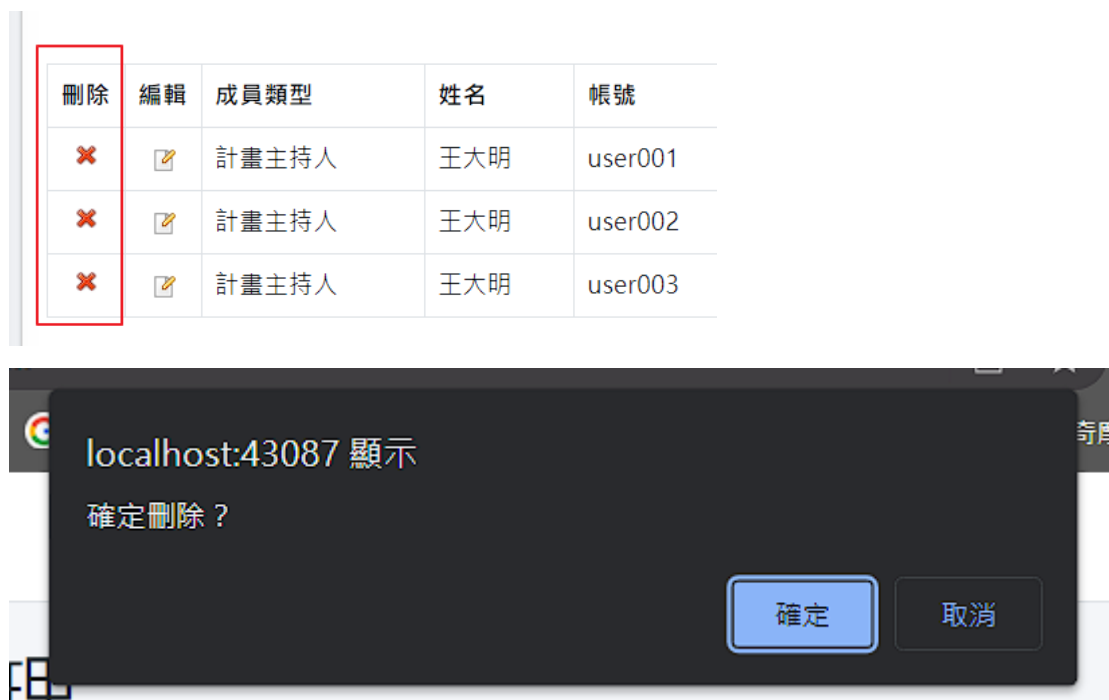 刪除 編輯 成員類型 姓名 帳號
計畫主持人 王大明 user001
計畫主持人 王大明 user002
計畫主持人 王大明 user003
localhost:43087 顯示
確定刪除？
確定 取消